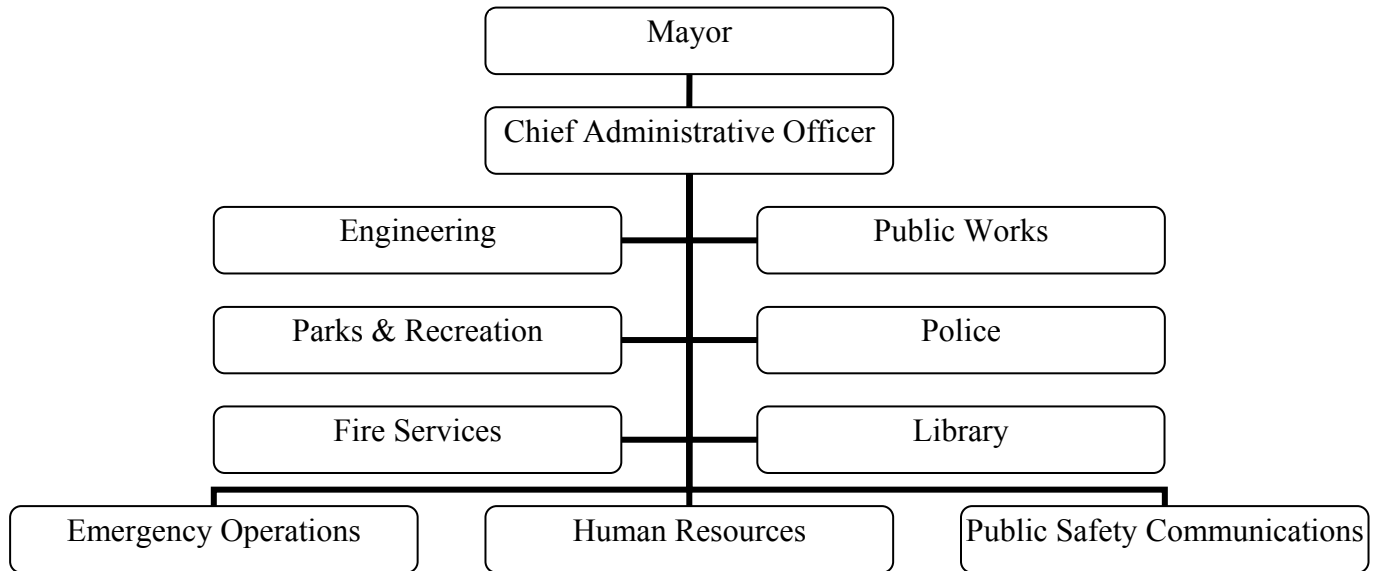 Mayor
Chief Administrative Officer
Engineering
Public Works
Parks & Recreation
Police
Fire Services
Library
Emergency Operations
Human Resources
Public Safety Communications